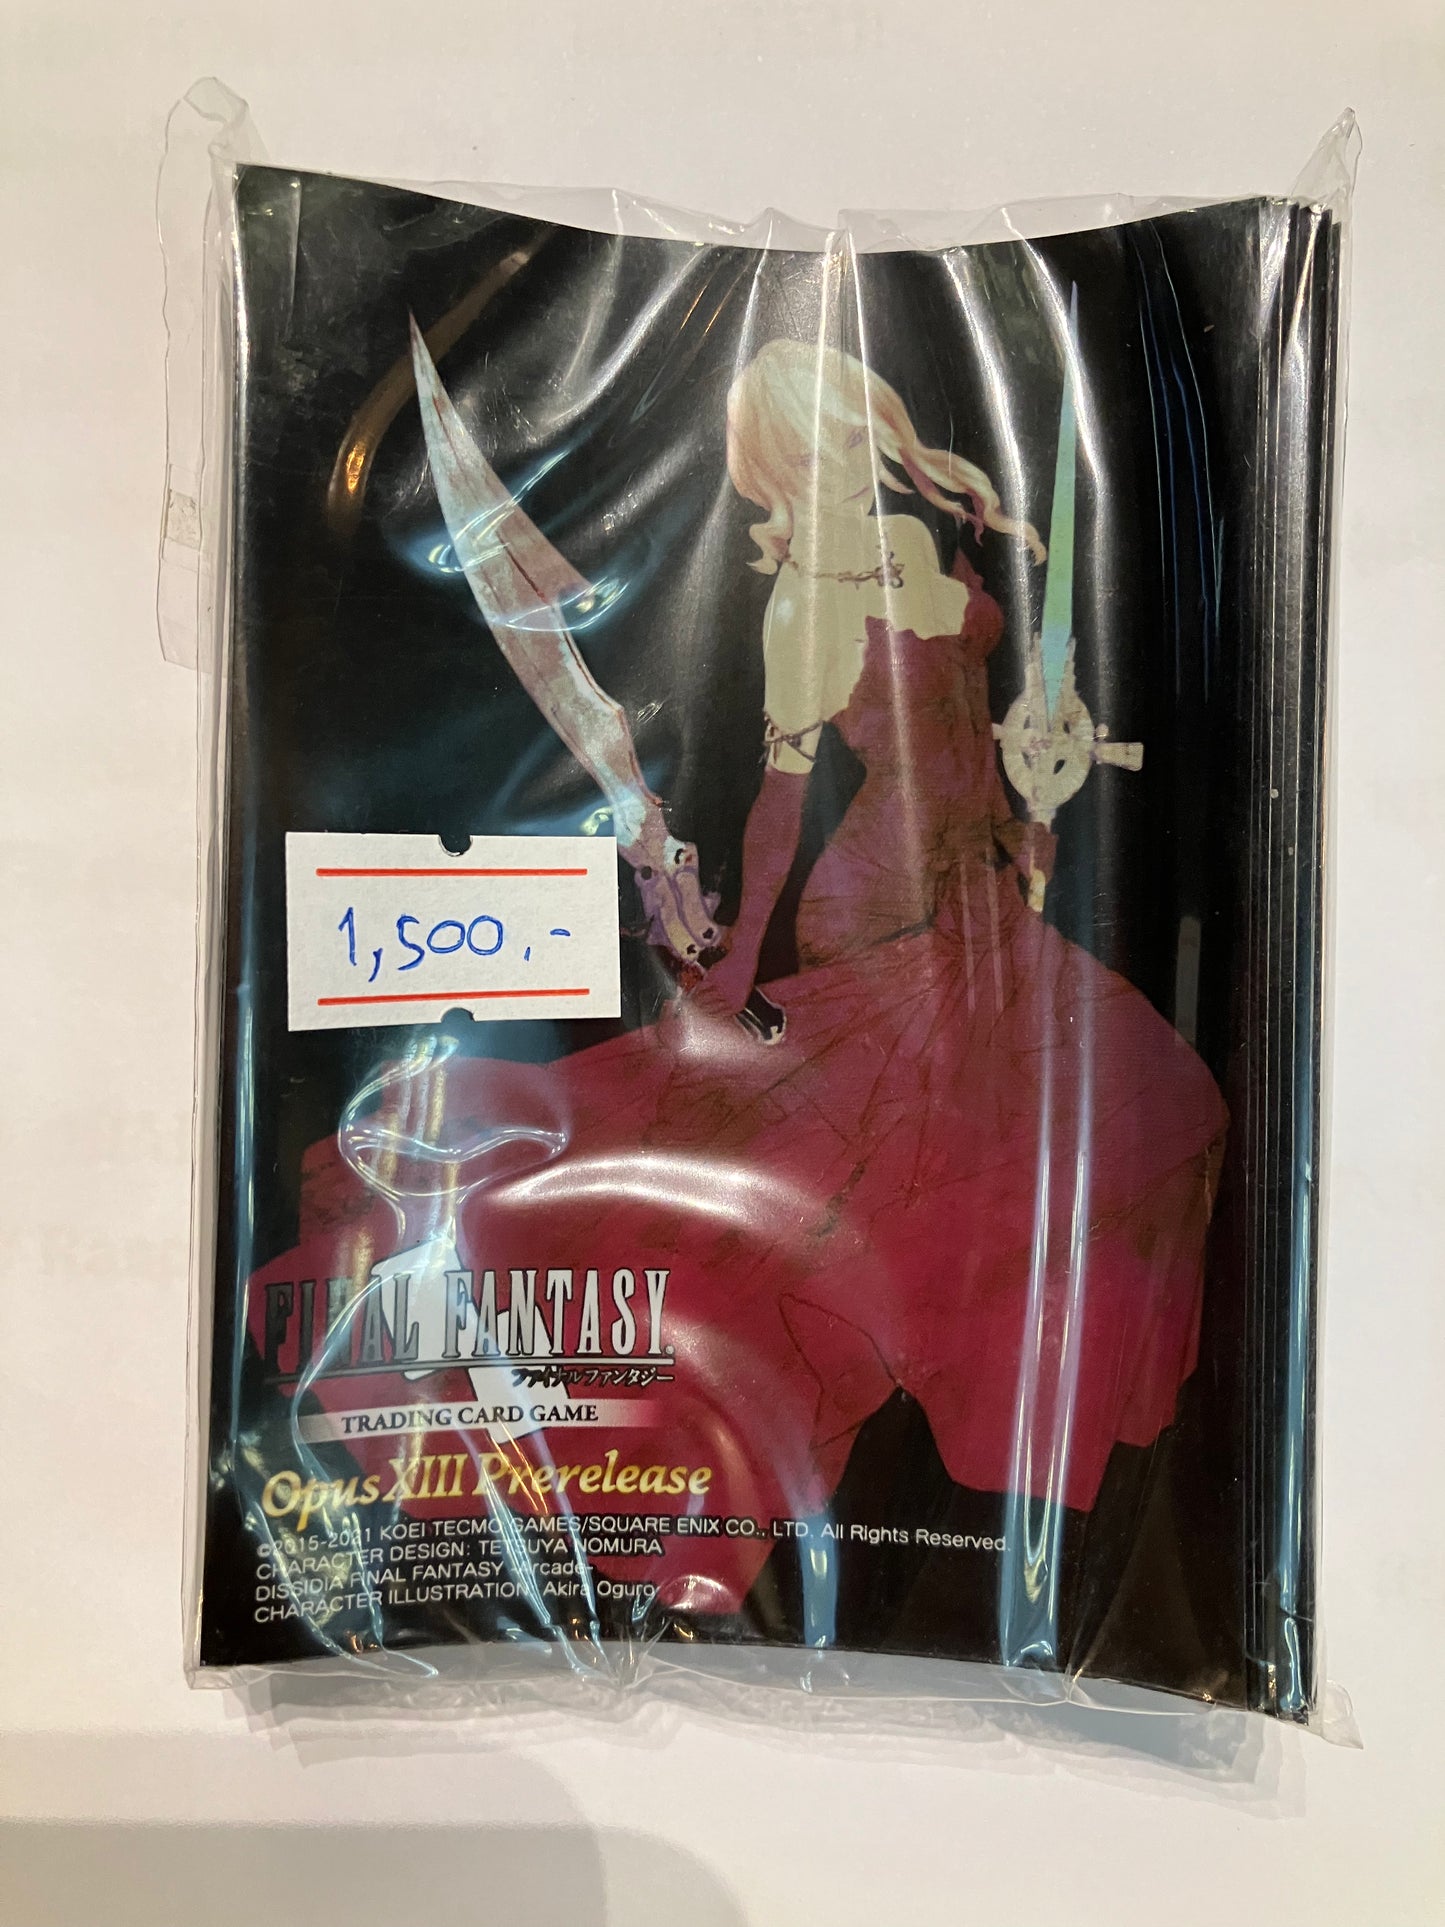 1,500.-
FINAL FANTASY®
ファイナルファンタジー
TRADING CARD GAME
Opus XIII Prerelease
©2015-2021 KOEI TECMO GAMES/SQUARE ENIX CO., LTD. All Rights Reserved.
CHARACTER DESIGN: TETSUYA NOMURA
DISSIDIA FINAL FANTASY -Arcade-
CHARACTER ILLUSTRATION: Akira Oguro